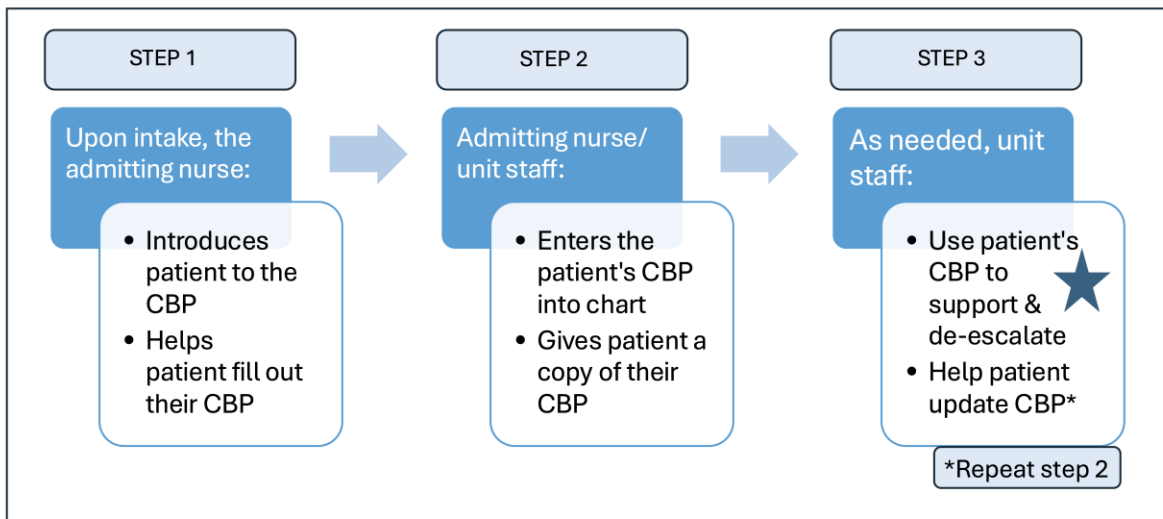 STEP 1
Upon intake, the
admitting nurse:
• Introduces
patient to the
CBP
• Helps
patient fill out
their CBP
STEP 2
Admitting nurse/
unit staff:
• Enters the
patient's CBP
into chart
• Gives patient a
copy of their
CBP
STEP 3
As needed, unit
staff:
• Use patient's
CBP to
support &
de-escalate
• Help patient
update CBP*
*Repeat step 2